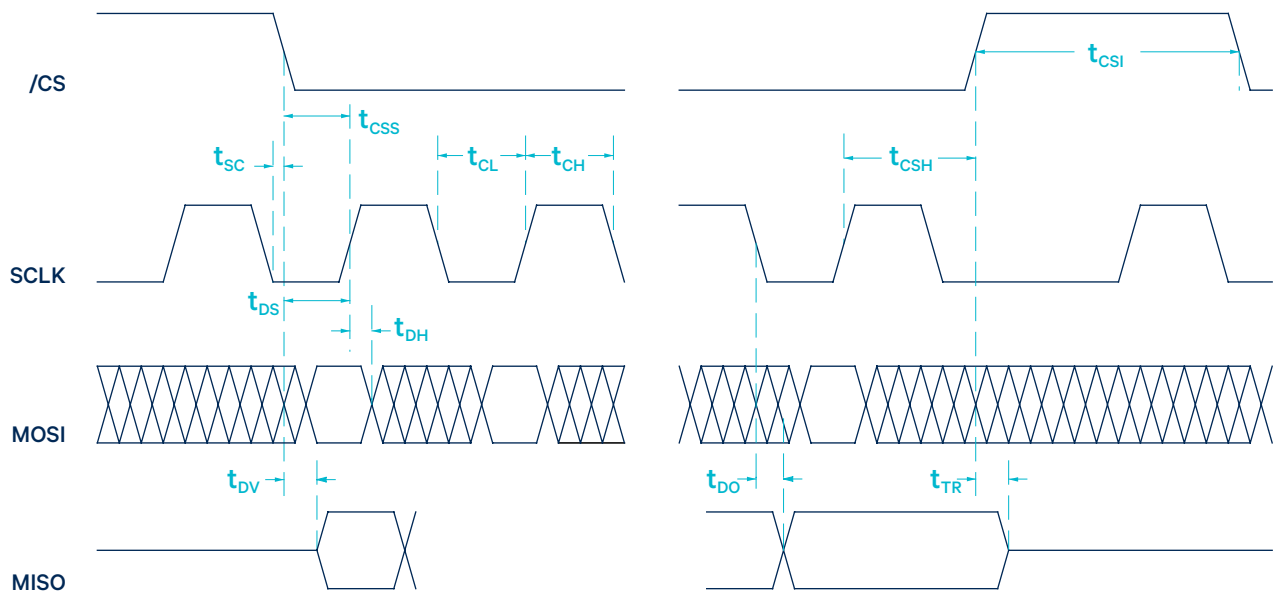 /CS
tCSI
tCSS
tSC
tCL
tCH
tCSH
SCLK
tDS
tDH
MOSI
tDV
tDO
tTR
MISO